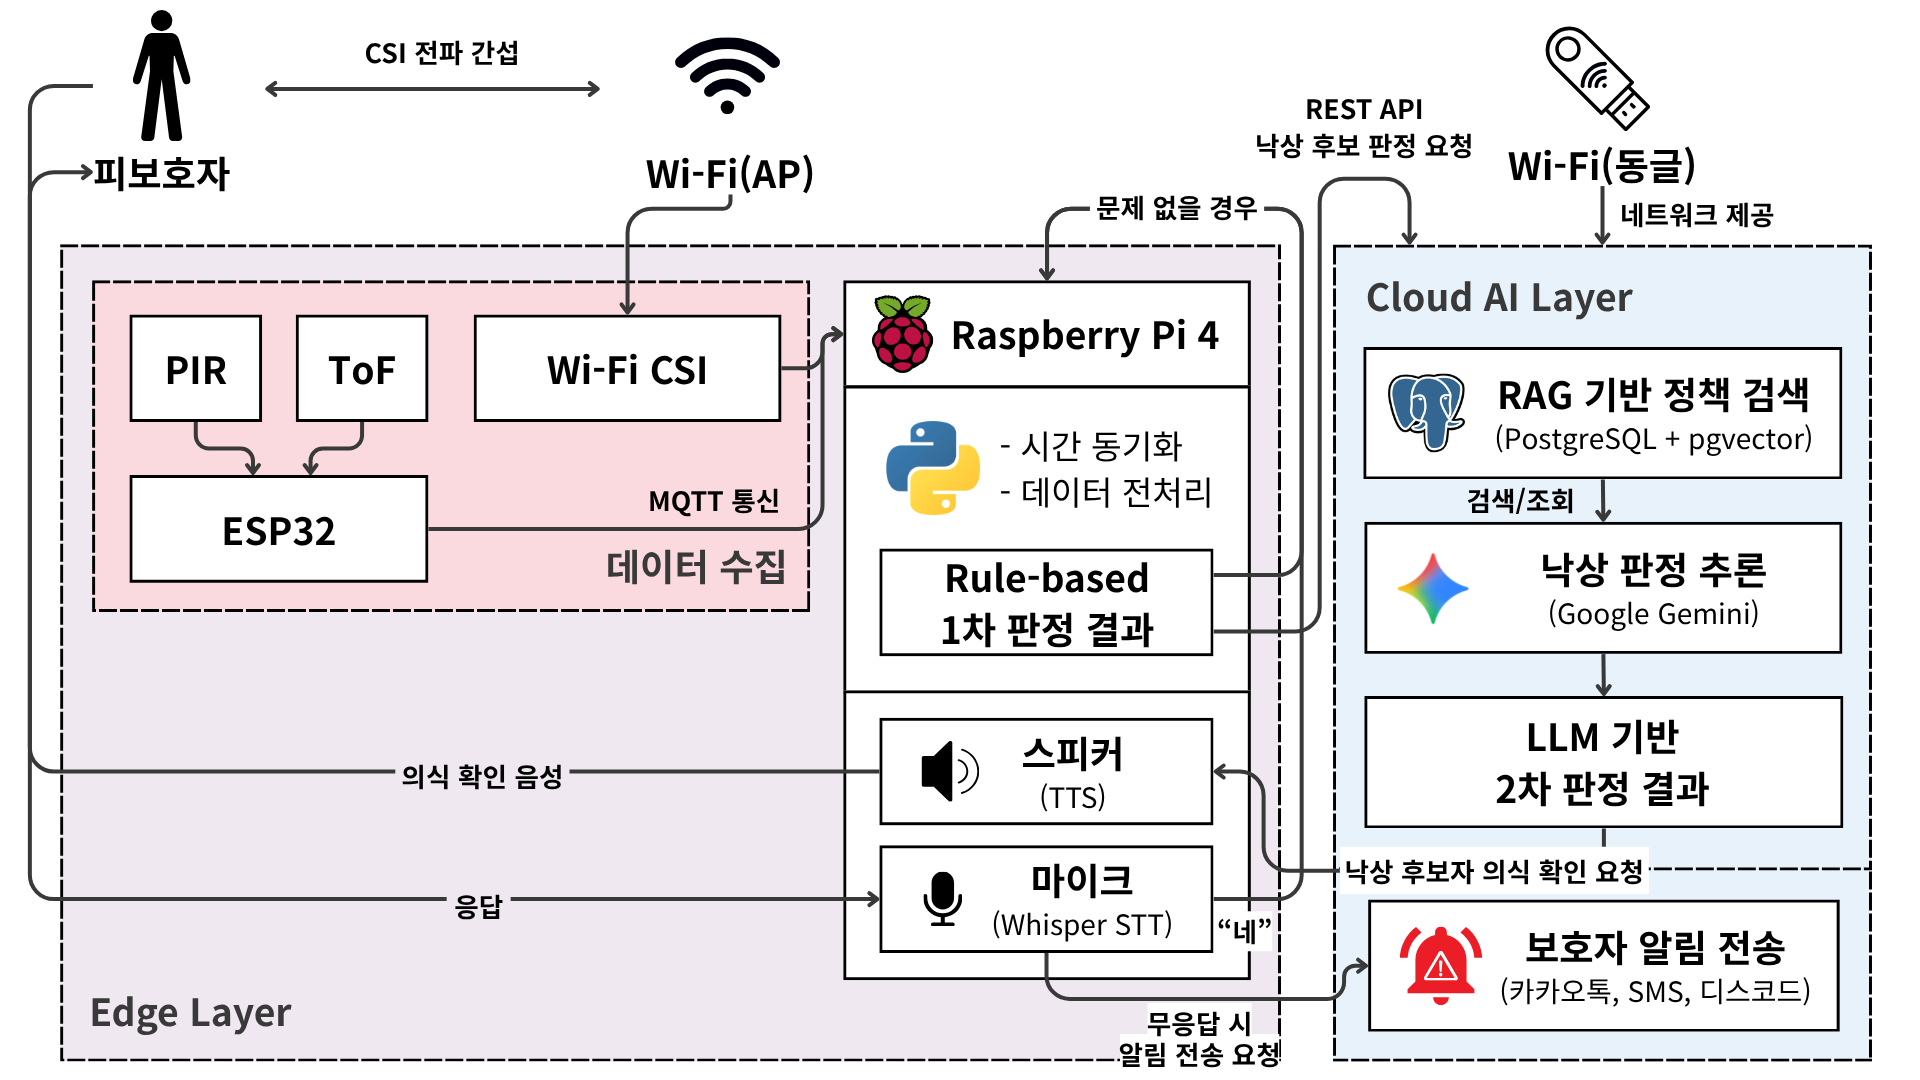 CSI 전파 간섭
피보호자
Wi-Fi(AP)
REST API
낙상 후보 판정 요청
Wi-Fi(동글)
네트워크 제공
문제 없을 경우
PIR
ToF
Wi-Fi CSI
ESP32
MQTT 통신
데이터 수집
Raspberry Pi 4
- 시간 동기화
- 데이터 전처리
Rule-based
1차 판정 결과
스피커
(TTS)
의식 확인 음성
마이크
(Whisper STT)
응답
“네”
무응답 시
알림 전송 요청
Edge Layer
Cloud AI Layer
RAG 기반 정책 검색
(PostgreSQL + pgvector)
검색/조회
낙상 판정 추론
(Google Gemini)
LLM 기반
2차 판정 결과
낙상 후보자 의식 확인 요청
보호자 알림 전송
(카카오톡, SMS, 디스코드)